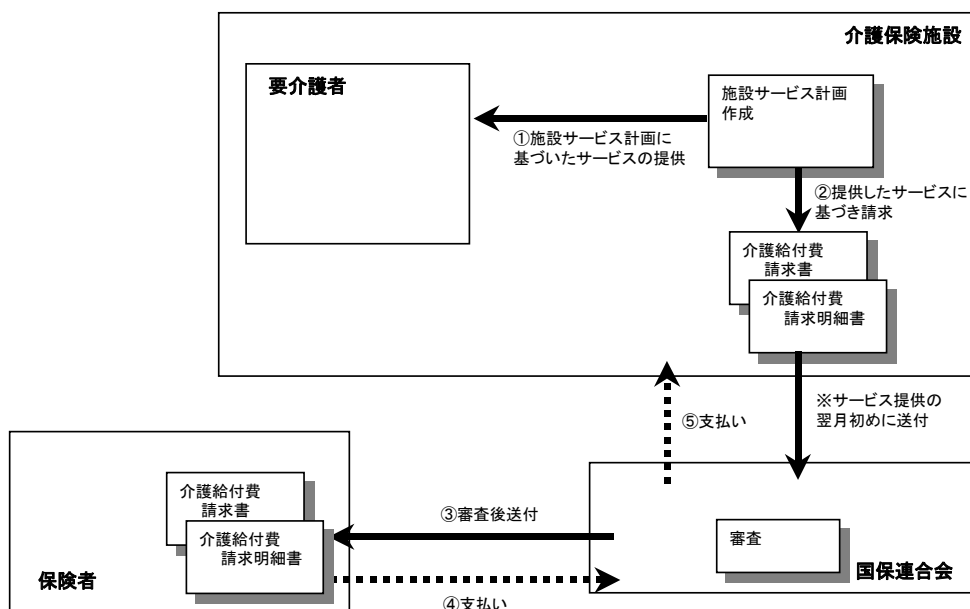 介護保険施設
要介護者
施設サービス計画
作成
①施設サービス計画に
基づいたサービスの提供
②提供したサービスに
基づき請求
介護給付費
請求書
介護給付費
請求明細書
※サービス提供の
翌月初めに送付
⑤支払い
介護給付費
請求書
介護給付費
請求明細書
保険者
③審査後送付
④支払い
審査
国保連合会